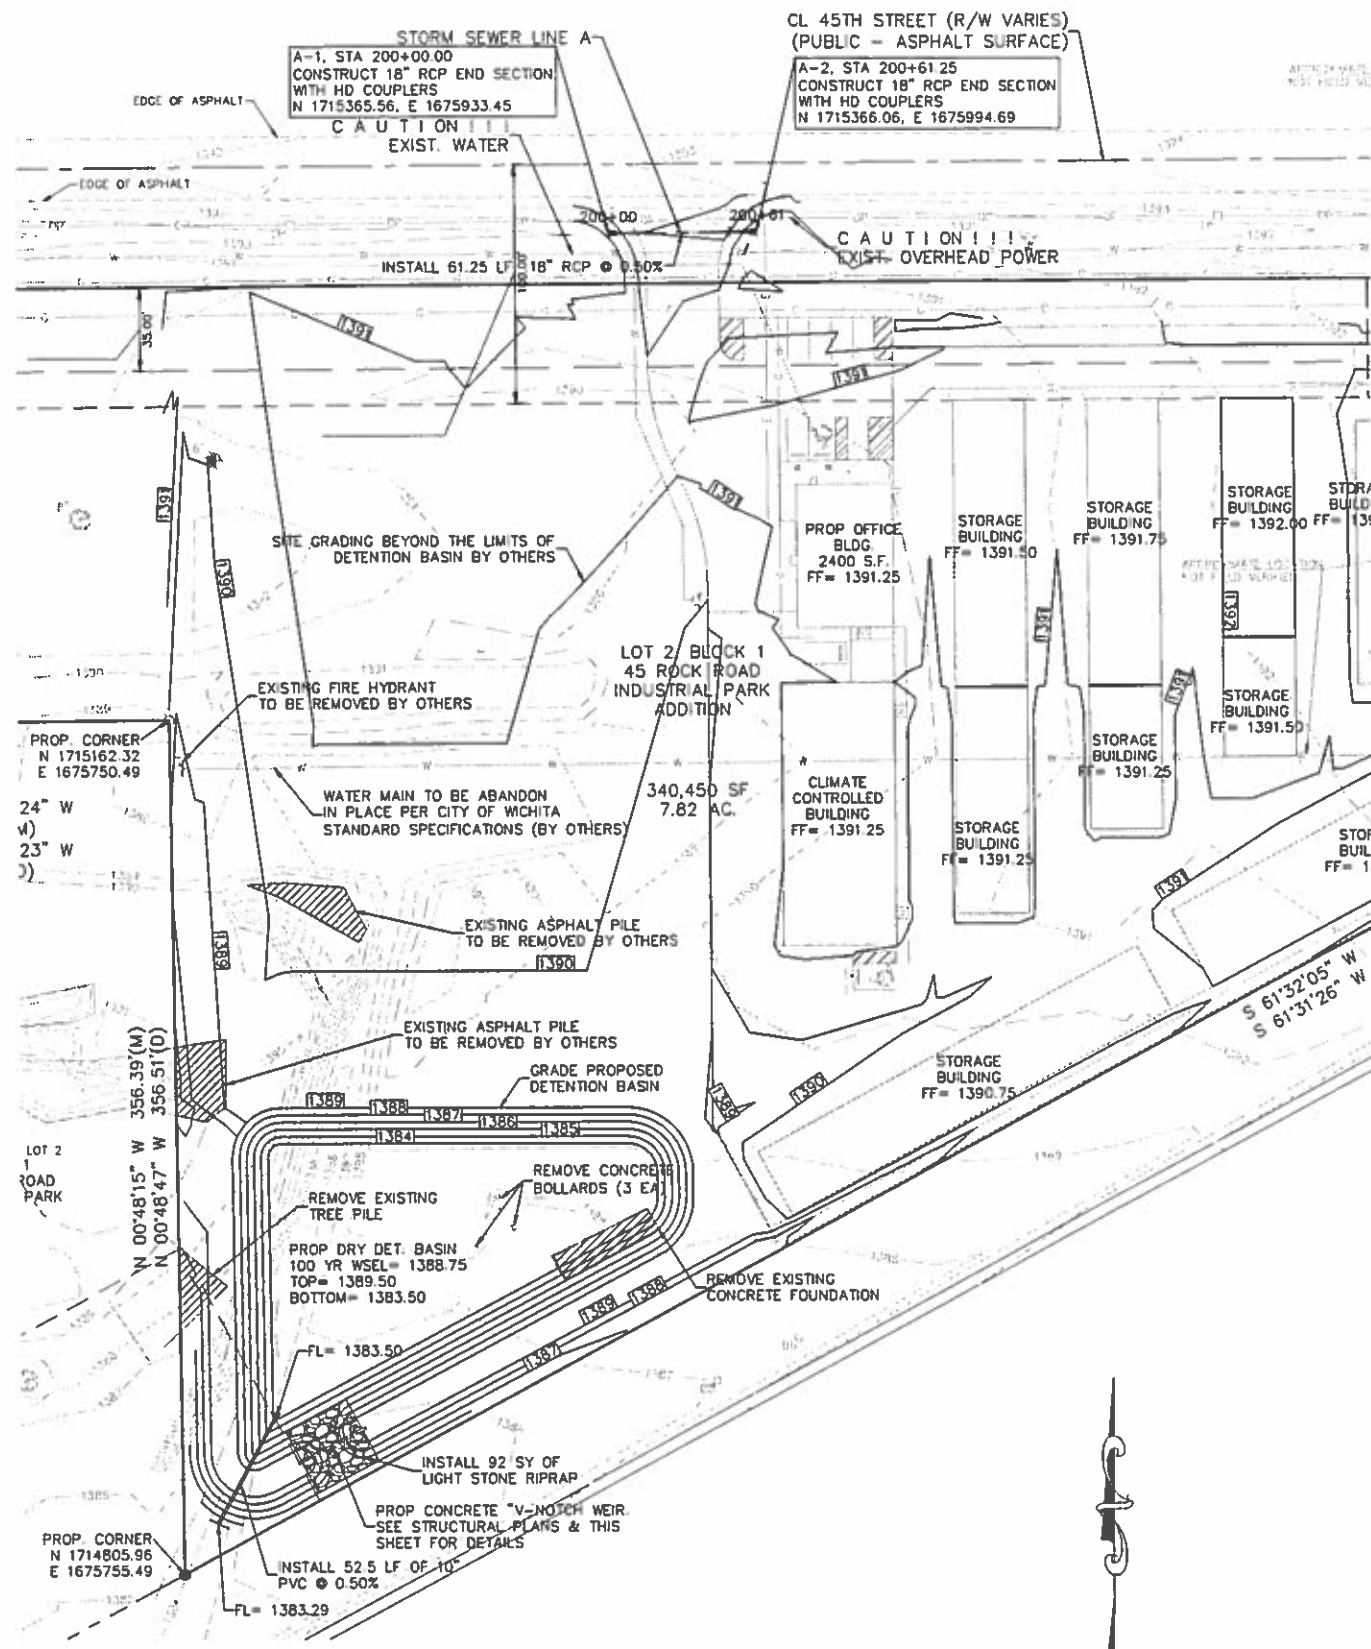 STORM SEWER LINE A
CL 45TH STREET (R/W VARIES)
(PUBLIC - ASPHALT SURFACE)
A-1, STA 200+00.00
CONSTRUCT 18" RCP END SECTION
WITH HD COUPLERS
N 1715365.56, E 1675933.45
A-2, STA 200+61.25
CONSTRUCT 18" RCP END SECTION
WITH HD COUPLERS
N 1715366.06, E 1675994.69
EDGE OF ASPHALT
CAUTION!!!
EXIST. WATER
EDGE OF ASPHALT
200+00
200+61
CAUTION!!!
EXIST. OVERHEAD POWER
INSTALL 61.25 LF 18" RCP @ 0.50%
100.00'
35.00'
1391
1391
1391
1391
SITE GRADING BEYOND THE LIMITS OF
DETENTION BASIN BY OTHERS
PROP OFFICE
BLDG.
2400 S.F.
FF= 1391.25
STORAGE
BUILDING
FF= 1391.50
STORAGE
BUILDING
FF= 1391.75
STORAGE
BUILDING
FF= 1392.00
1390
1391
1392
LOT 2, BLOCK 1
45 ROCK ROAD
INDUSTRIAL PARK
ADDITION
EXISTING FIRE HYDRANT
TO BE REMOVED BY OTHERS
1391
STORAGE
BUILDING
FF= 1391.50
PROP. CORNER
N 1715162.32
E 1675750.49
STORAGE
BUILDING
FF= 1391.25
340,450 SF
7.82 AC.
CLIMATE
CONTROLLED
BUILDING
FF= 1391.25
WATER MAIN TO BE ABANDON
IN PLACE PER CITY OF WICHITA
STANDARD SPECIFICATIONS (BY OTHERS)
24" W
23" W
STORAGE
BUILDING
FF= 1391.25
1391
EXISTING ASPHALT PILE
TO BE REMOVED BY OTHERS
1389
1390
S 61°32'05" W
S 61°31'26" W
EXISTING ASPHALT PILE
TO BE REMOVED BY OTHERS
N 00°48'15" W 356.39'(M)
N 00°48'47" W 356.51'(D)
GRADE PROPOSED
DETENTION BASIN
STORAGE
BUILDING
FF= 1390.75
1390
1389
1389
1388
1387
1386
1385
1384
LOT 2
ROAD
PARK
REMOVE CONCRETE
BOLLARDS (3 EA)
REMOVE EXISTING
TREE PILE
PROP DRY DET. BASIN
100 YR WSEL= 1388.75
TOP= 1389.50
BOTTOM= 1383.50
REMOVE EXISTING
CONCRETE FOUNDATION
1389
1388
1387
FL= 1383.50
INSTALL 92 SY OF
LIGHT STONE RIPRAP
PROP CONCRETE "V-NOTCH WEIR.
SEE STRUCTURAL PLANS & THIS
SHEET FOR DETAILS
PROP. CORNER
N 1714805.96
E 1675755.49
INSTALL 52.5 LF OF 10"
PVC @ 0.50%
FL= 1383.29